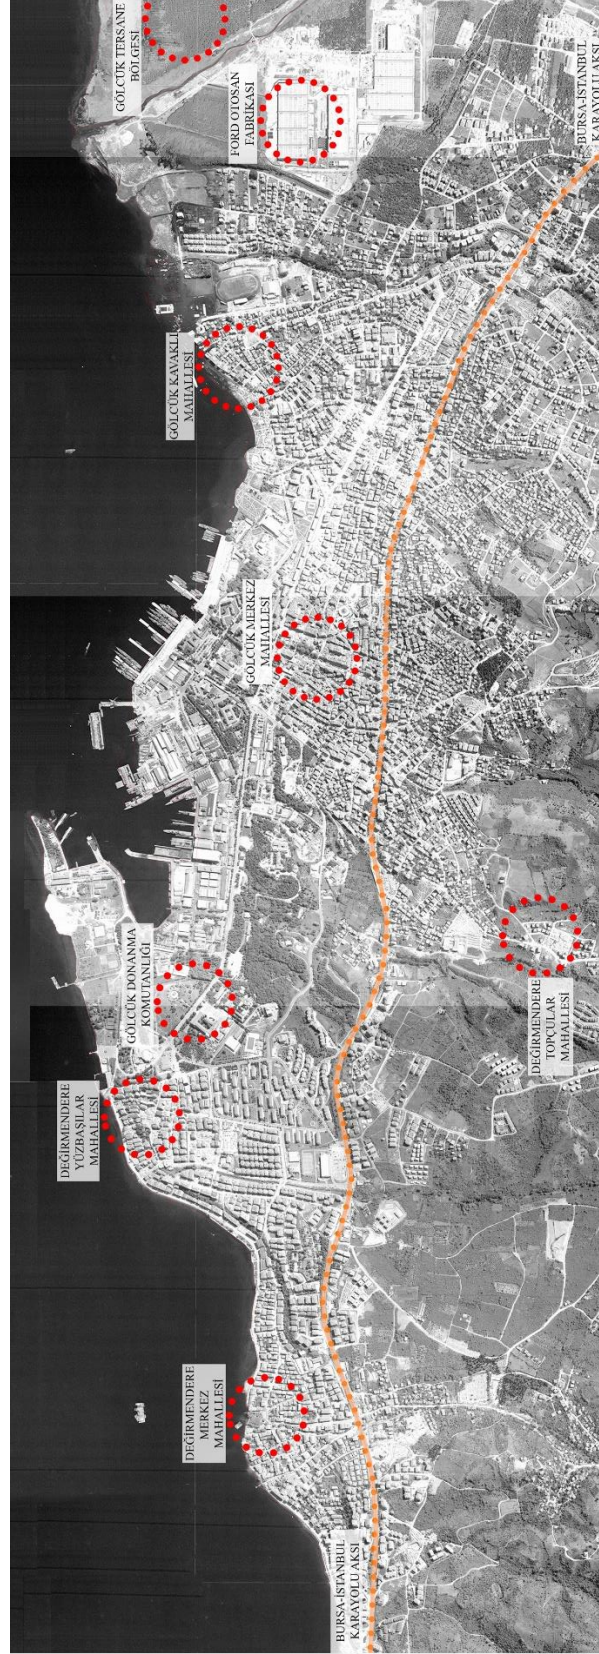 DEĞİRMENDERE
MERKEZ
MAHALLESİ
BURSA-İSTANBUL
KARAYOLU AKSI
DEĞİRMENDERE
YÜZBAŞILAR
MAHALLESİ
GÖLCÜK DONANMA
KOMUTANLIĞI
DEĞİRMENDERE
TOPÇULAR
MAHALLESİ
GÖLCÜK MERKEZ
MAHALLESİ
GÖLCÜK KAVAKLI
MAHALLESİ
FORD OTOSAN
FABRİKASI
GÖLCÜK TERSANE
BÖLGESİ
BURSA-İSTANBUL
KARAYOLU AKSI